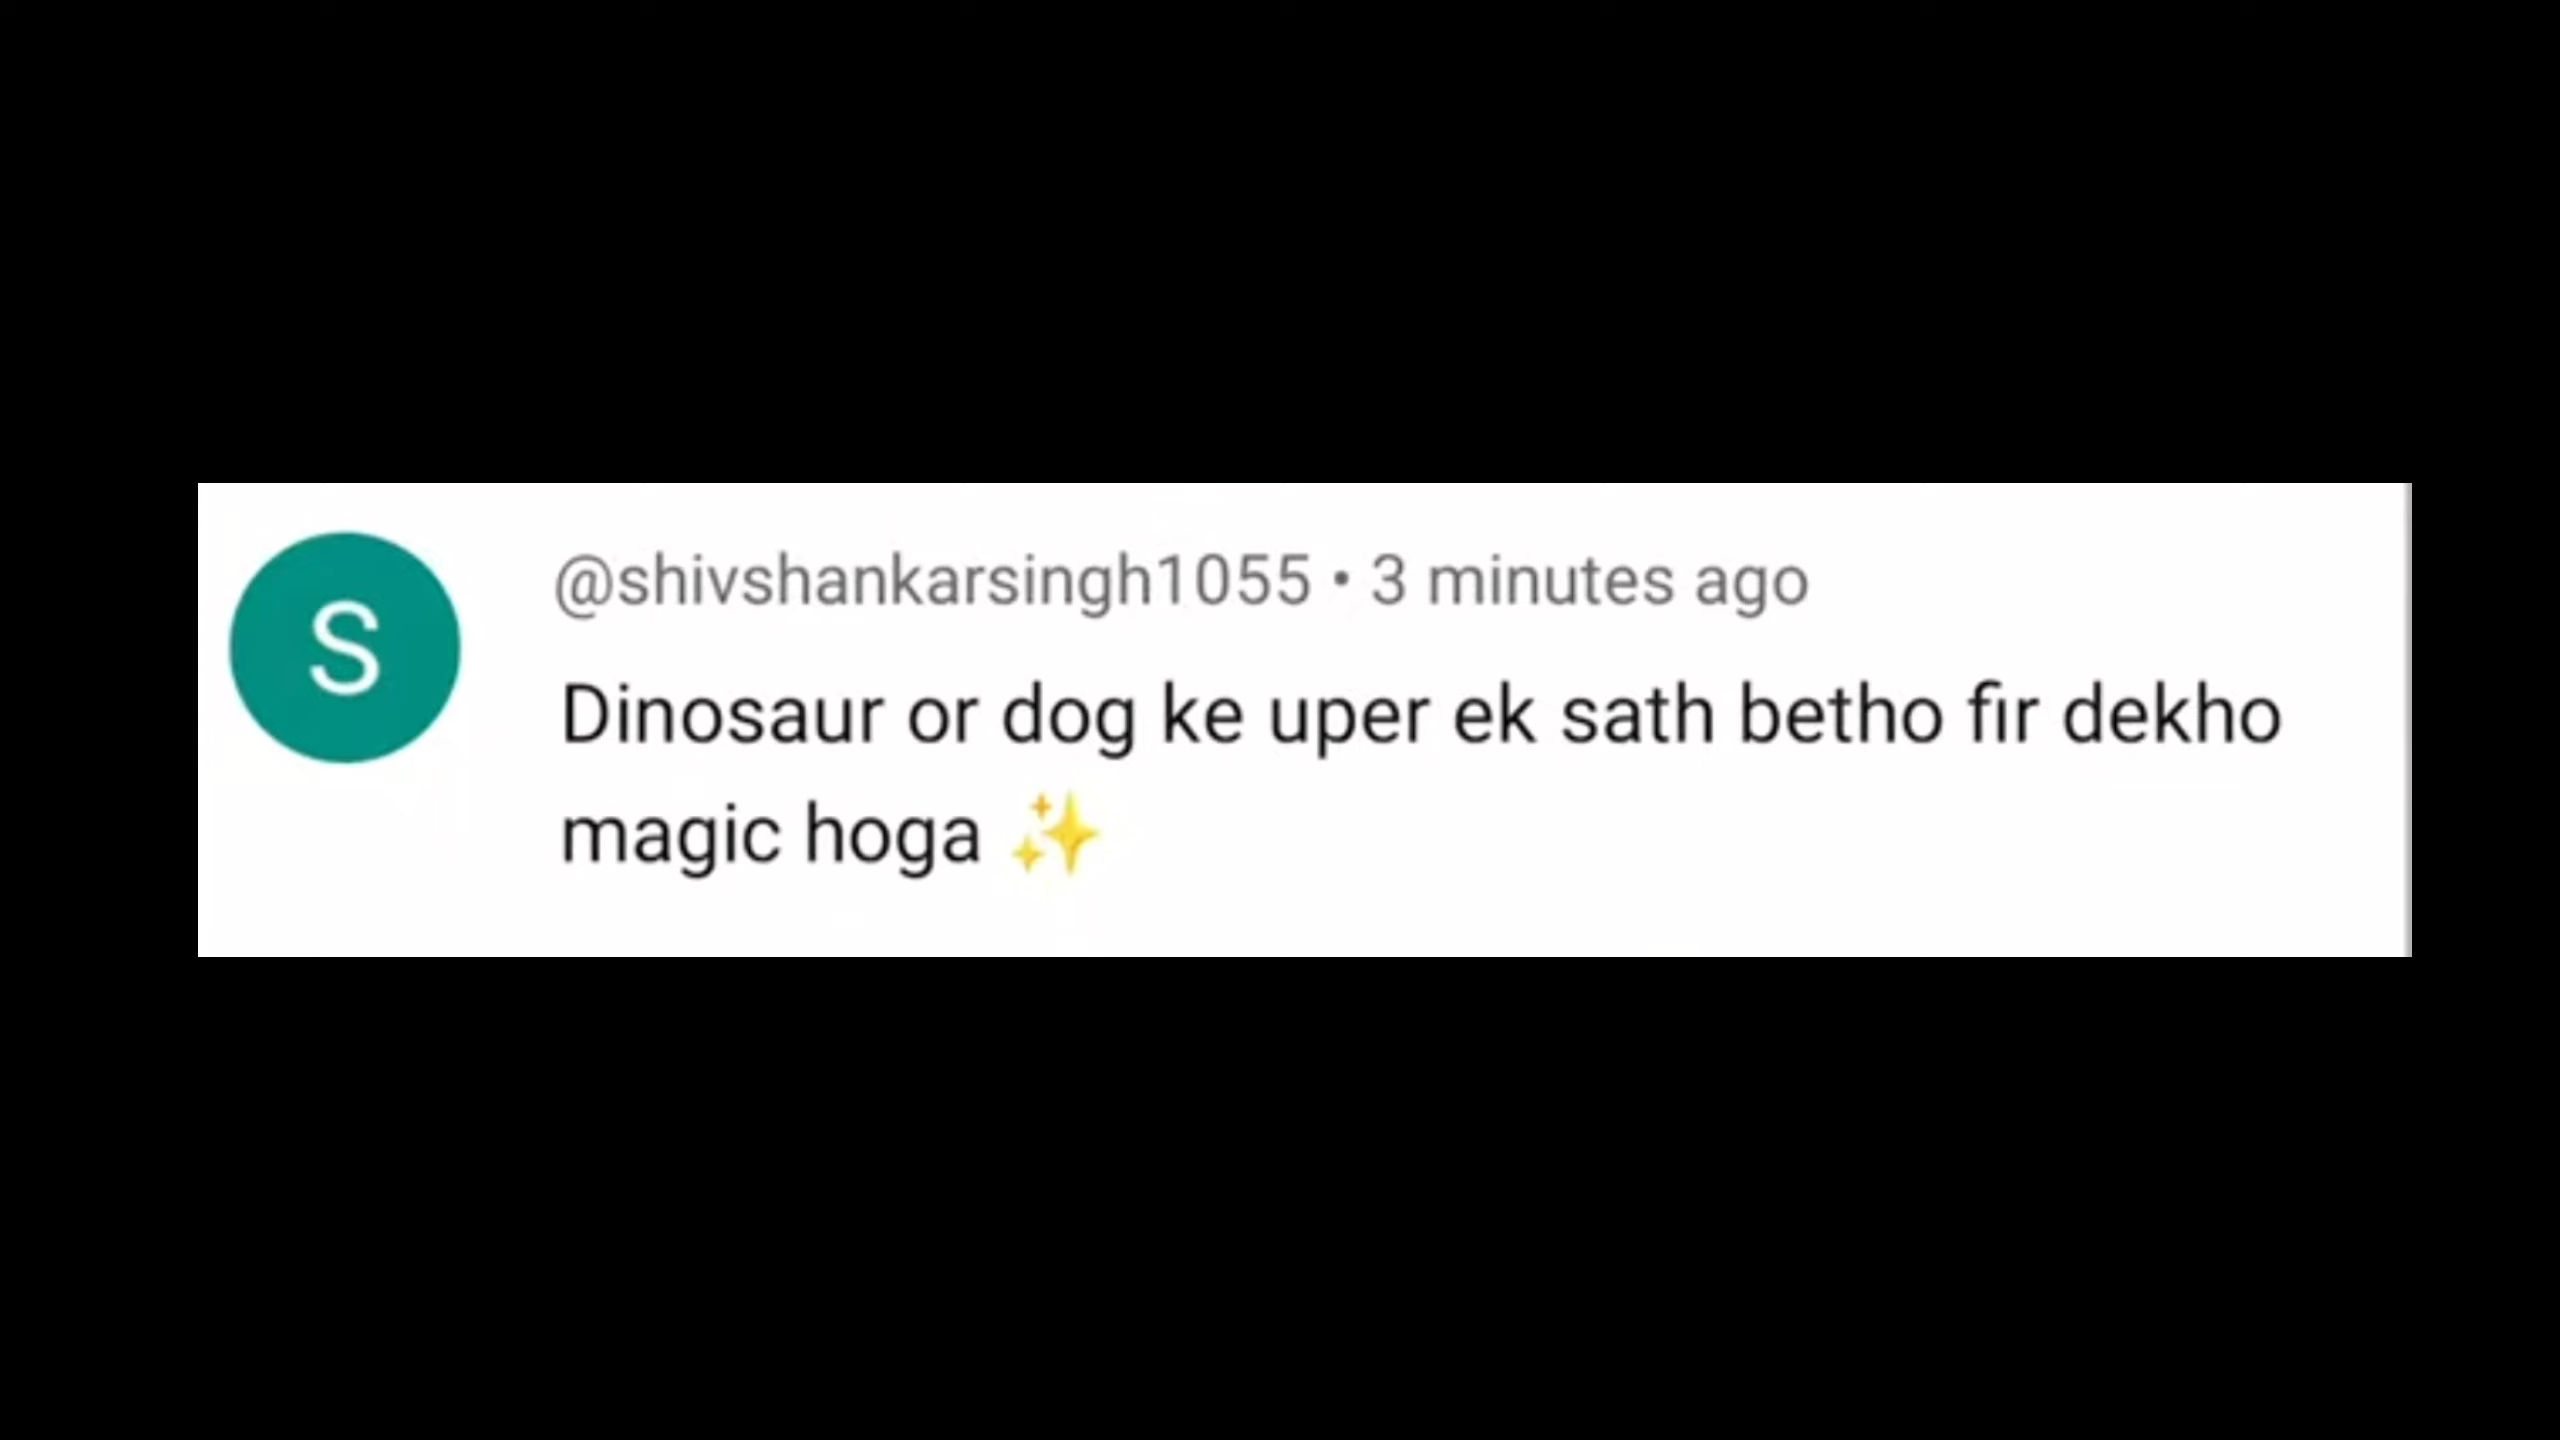 S
@shivshankarsingh1055 • 3 minutes ago
Dinosaur or dog ke uper ek sath betho fir dekho
magic hoga ✨